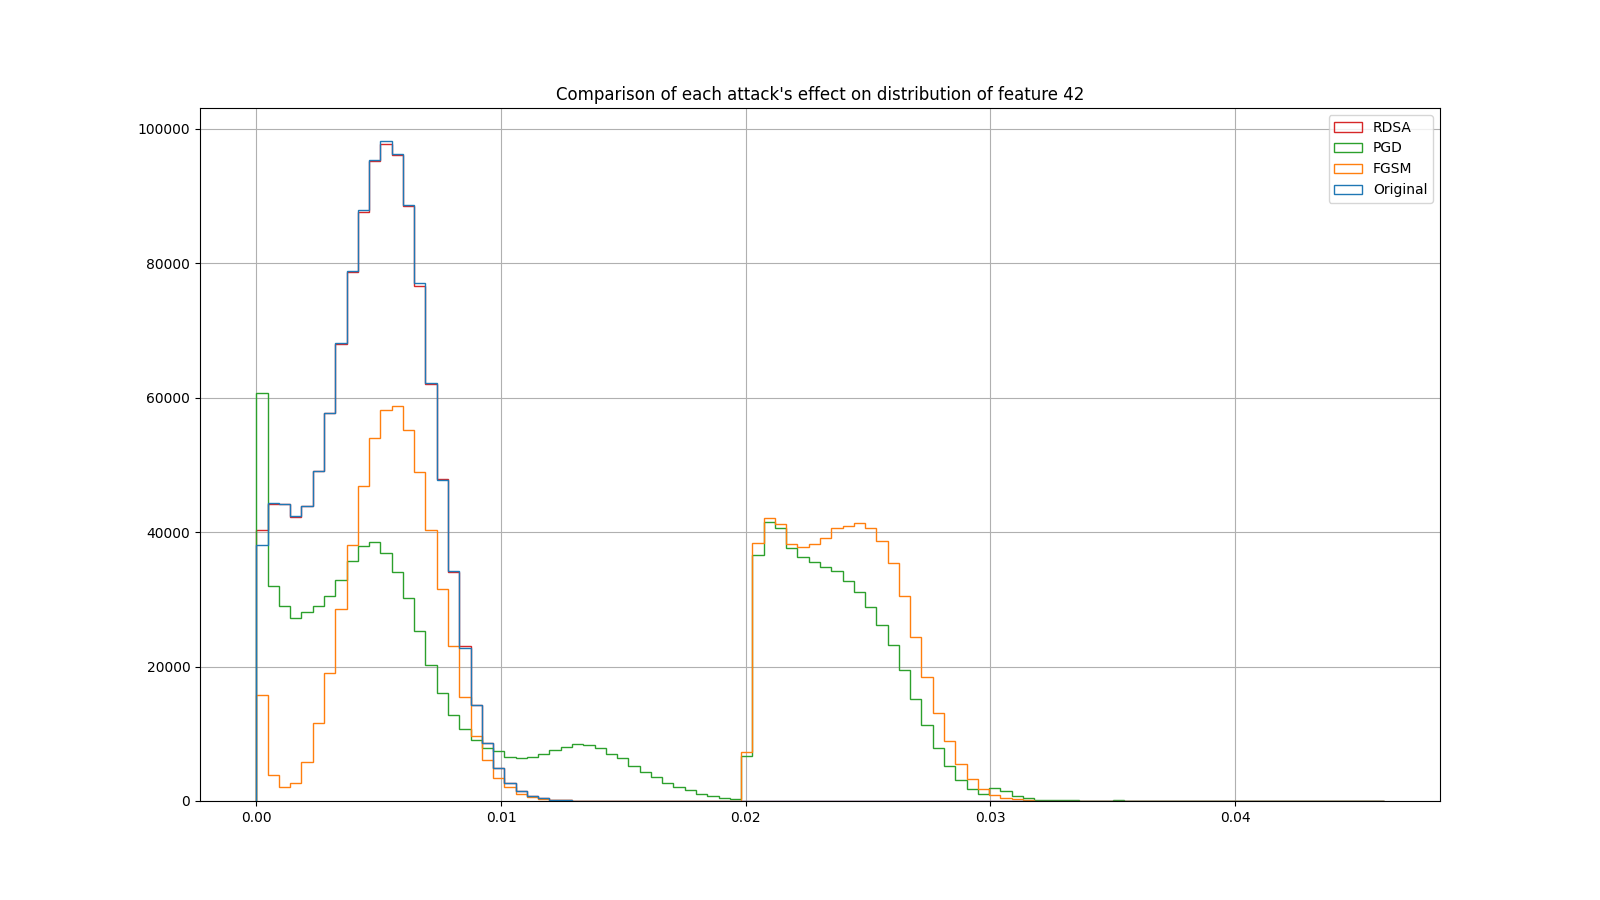 Comparison of each attack's effect on distribution of feature 42
100000
80000
60000
40000
20000
0
0.00 0.01 0.02 0.03 0.04
RDSA
PGD
FGSM
Original